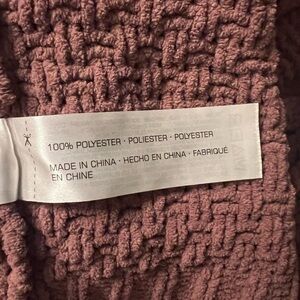 100% POLYESTER · POLIESTER · POLYESTER
MADE IN CHINA · HECHO EN CHINA · FABRIQUÉ
EN CHINE